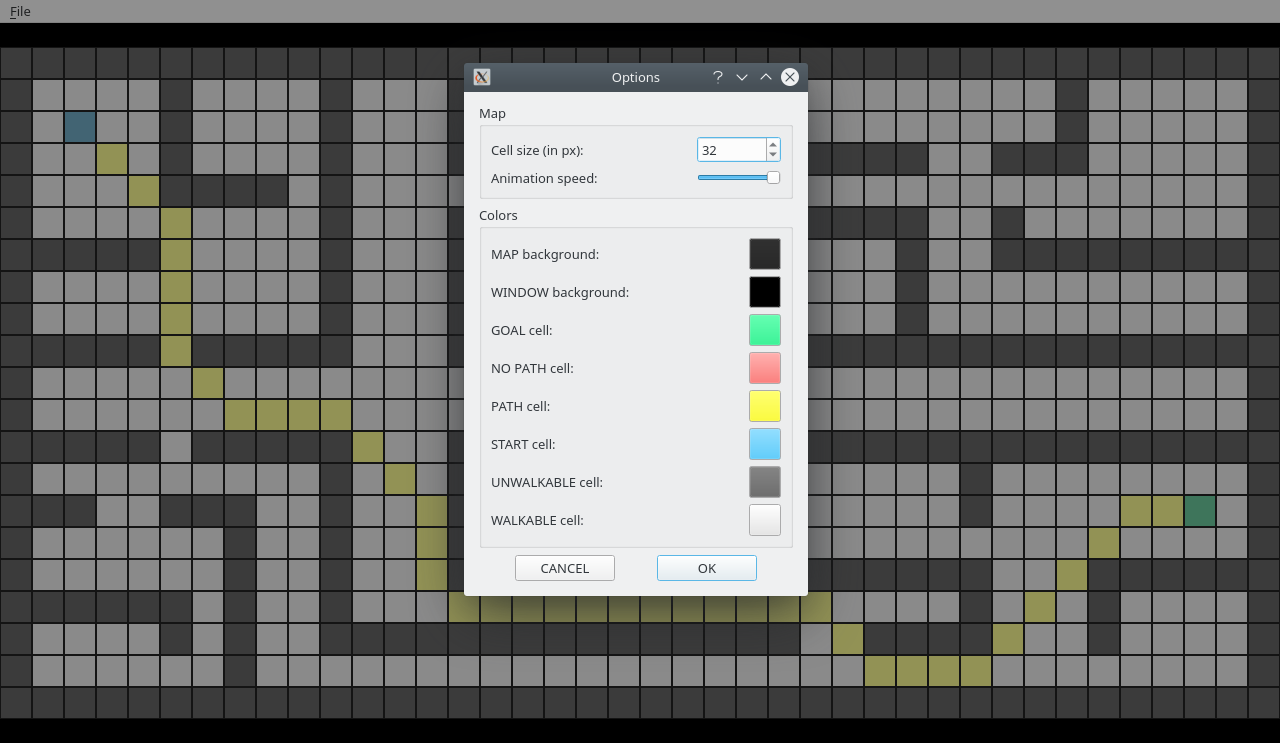 File
Options
Map
Cell size (in px): 32
Animation speed:
Colors
MAP background:
WINDOW background:
GOAL cell:
NO PATH cell:
PATH cell:
START cell:
UNWALKABLE cell:
WALKABLE cell:
CANCEL OK